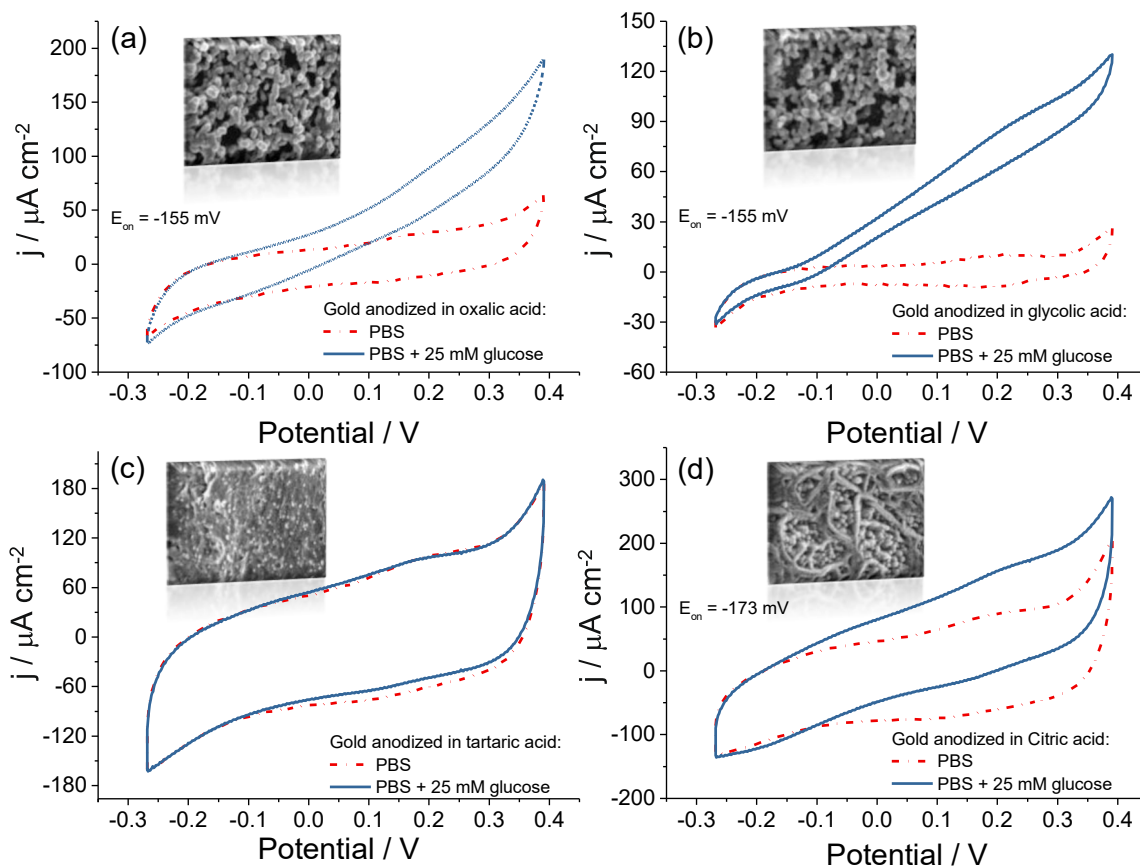 (a)
200
150
100
50
0
-50
-100
j / μA cm-2
Eon = -155 mV
Gold anodized in oxalic acid:
PBS
PBS + 25 mM glucose
-0.3 -0.2 -0.1 0.0 0.1 0.2 0.3 0.4
Potential / V
(b)
150
120
90
60
30
0
-30
-60
j / μA cm-2
Eon = -155 mV
Gold anodized in glycolic acid:
PBS
PBS + 25 mM glucose
-0.3 -0.2 -0.1 0.0 0.1 0.2 0.3 0.4
Potential / V
(c)
180
120
60
0
-60
-120
-180
j / μA cm-2
Gold anodized in tartaric acid:
PBS
PBS + 25 mM glucose
-0.3 -0.2 -0.1 0.0 0.1 0.2 0.3 0.4
Potential / V
(d)
300
200
100
0
-100
-200
j / μA cm-2
Eon = -173 mV
Gold anodized in Citric acid:
PBS
PBS + 25 mM glucose
-0.3 -0.2 -0.1 0.0 0.1 0.2 0.3 0.4
Potential / V